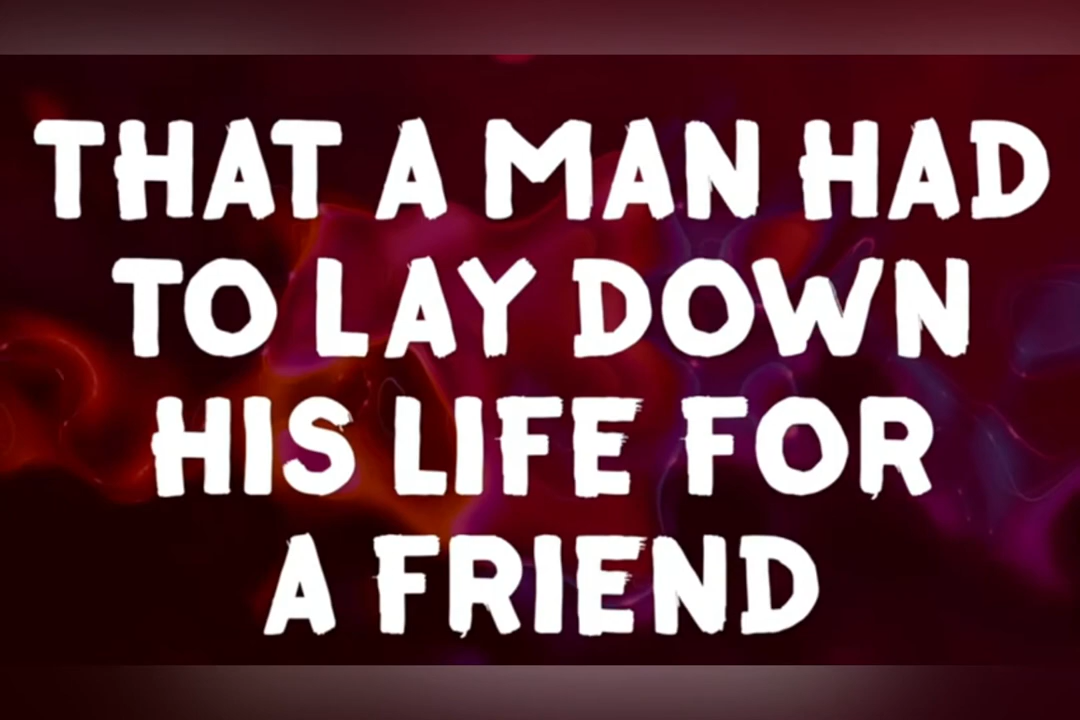 THAT A MAN HAD
TO LAY DOWN
HIS LIFE FOR
A FRIEND